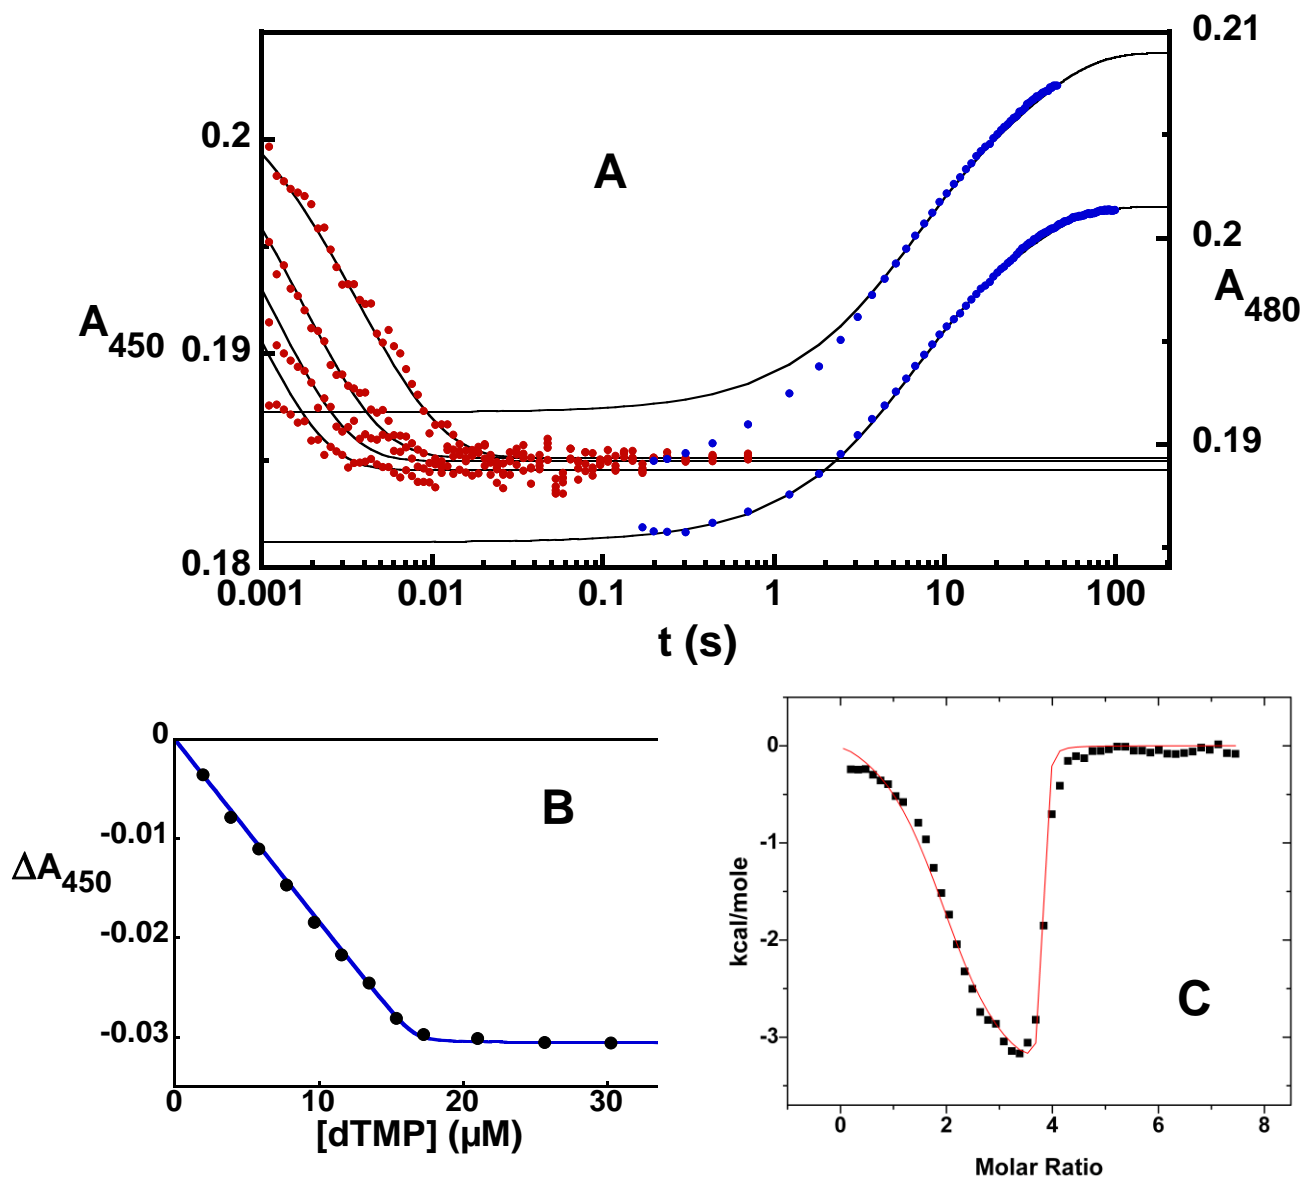 A
A450
0.2
0.19
0.18
0.21
0.2
0.19
A480
0.001 0.01 0.1 1 10 100
t (s)
B
ΔA450
0
-0.01
-0.02
-0.03
0 10 20 30
[dTMP] (µM)
C
kcal/mole
0
-1
-2
-3
0 2 4 6 8
Molar Ratio